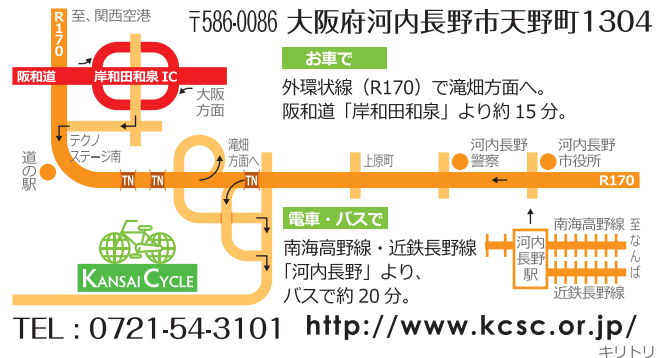 〒586-0086 大阪府河内長野市天野町1304
至、関西空港
R170
阪和道
岸和田和泉IC
大阪
方面
お車で
外環状線（R170）で滝畑方面へ。
阪和道「岸和田和泉」より約15分。
テクノ
ステージ南
道の駅
滝畑
方面へ
上原町
河内長野
警察
河内長野
市役所
TN
TN
TN
R170
電車・バスで
南海高野線・近鉄長野線
「河内長野」より、
バスで約20分。
河内
長野
駅
南海高野線
近鉄長野線
至なんば
KANSAI CYCLE
TEL：0721-54-3101 http://www.kcsc.or.jp/
キリトリ